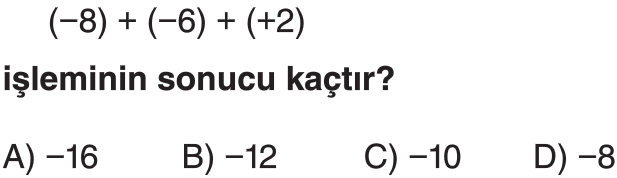 (−8) + (−6) + (+2)
işleminin sonucu kaçtır?
A) −16 B) −12 C) −10 D) −8